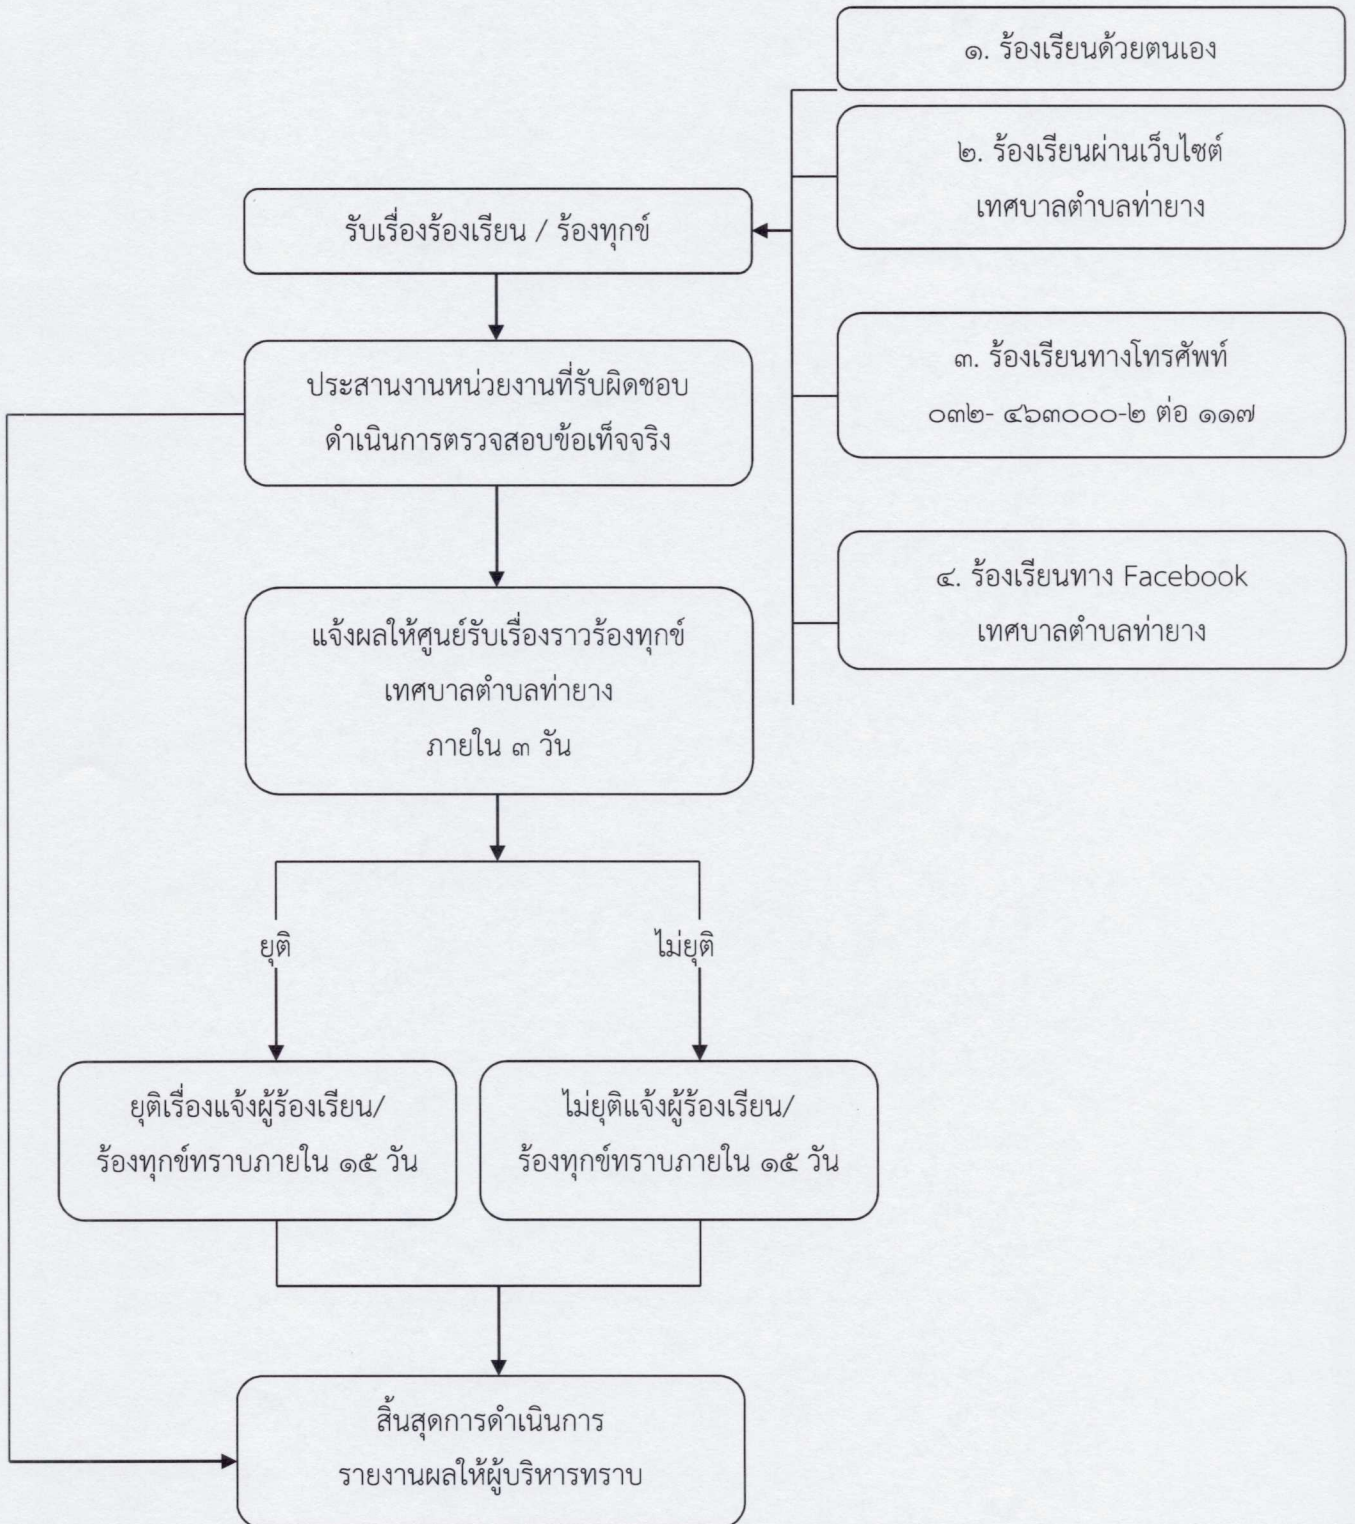 ๑. ร้องเรียนด้วยตนเอง
๒. ร้องเรียนผ่านเว็บไซต์
เทศบาลตำบลท่ายาง
รับเรื่องร้องเรียน / ร้องทุกข์
๓. ร้องเรียนทางโทรศัพท์
๐๓๒- ๔๖๓๐๐๐-๒ ต่อ ๑๑๗
ประสานงานหน่วยงานที่รับผิดชอบ
ดำเนินการตรวจสอบข้อเท็จจริง
๔. ร้องเรียนทาง Facebook
เทศบาลตำบลท่ายาง
แจ้งผลให้ศูนย์รับเรื่องราวร้องทุกข์
เทศบาลตำบลท่ายาง
ภายใน ๓ วัน
ยุติ
ไม่ยุติ
ยุติเรื่องแจ้งผู้ร้องเรียน/
ร้องทุกข์ทราบภายใน ๑๕ วัน
ไม่ยุติแจ้งผู้ร้องเรียน/
ร้องทุกข์ทราบภายใน ๑๕ วัน
สิ้นสุดการดำเนินการ
รายงานผลให้ผู้บริหารทราบ